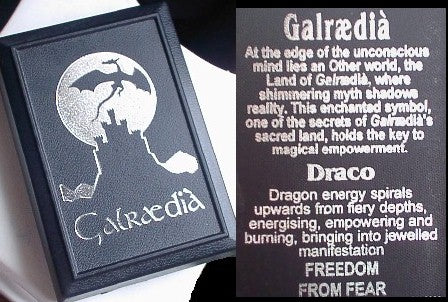 Galrædià
Galrædià
At the edge of the unconscious
mind lies an Other world, the
Land of Galrædià, where
shimmering myth shadows
reality. This enchanted symbol,
one of the secrets of Galrædià's
sacred land, holds the key to
magical empowerment.
Draco
Dragon energy spirals
upwards from fiery depths,
energising, empowering and
burning, bringing into jewelled
manifestation
FREEDOM
FROM FEAR